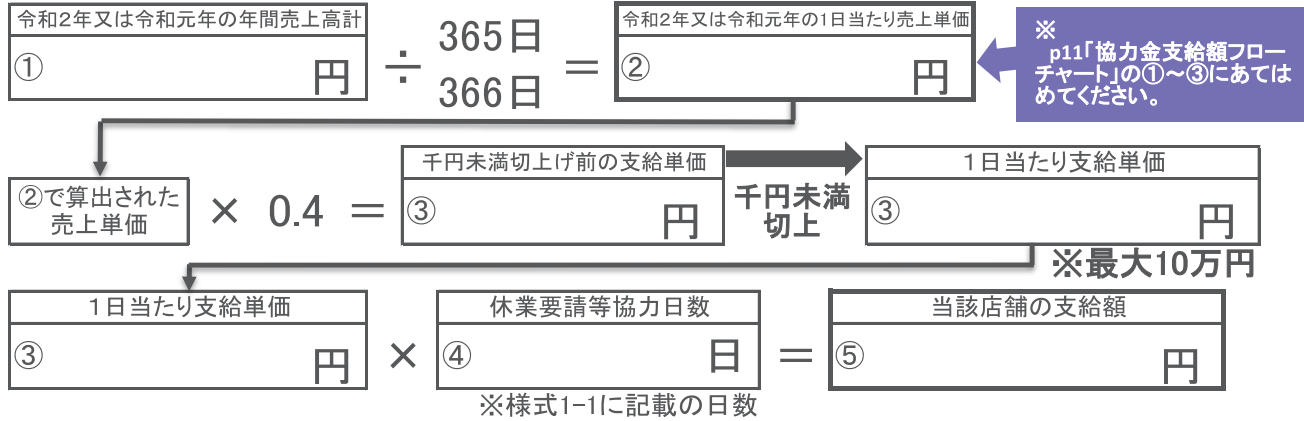 令和2年又は令和元年の年間売上高計
① 円
÷
365日
366日
＝
令和2年又は令和元年の1日当たり売上単価
② 円
※
p11「協力金支給額フロー
チャート」の①～③にあては
めてください。
②で算出された
売上単価
× 0.4 ＝
千円未満切上げ前の支給単価
③ 円
千円未満
切上
１日当たり支給単価
③ 円
※最大10万円
１日当たり支給単価
③ 円
×
休業要請等協力日数
④ 日
※様式1-1に記載の日数
＝
当該店舗の支給額
⑤ 円